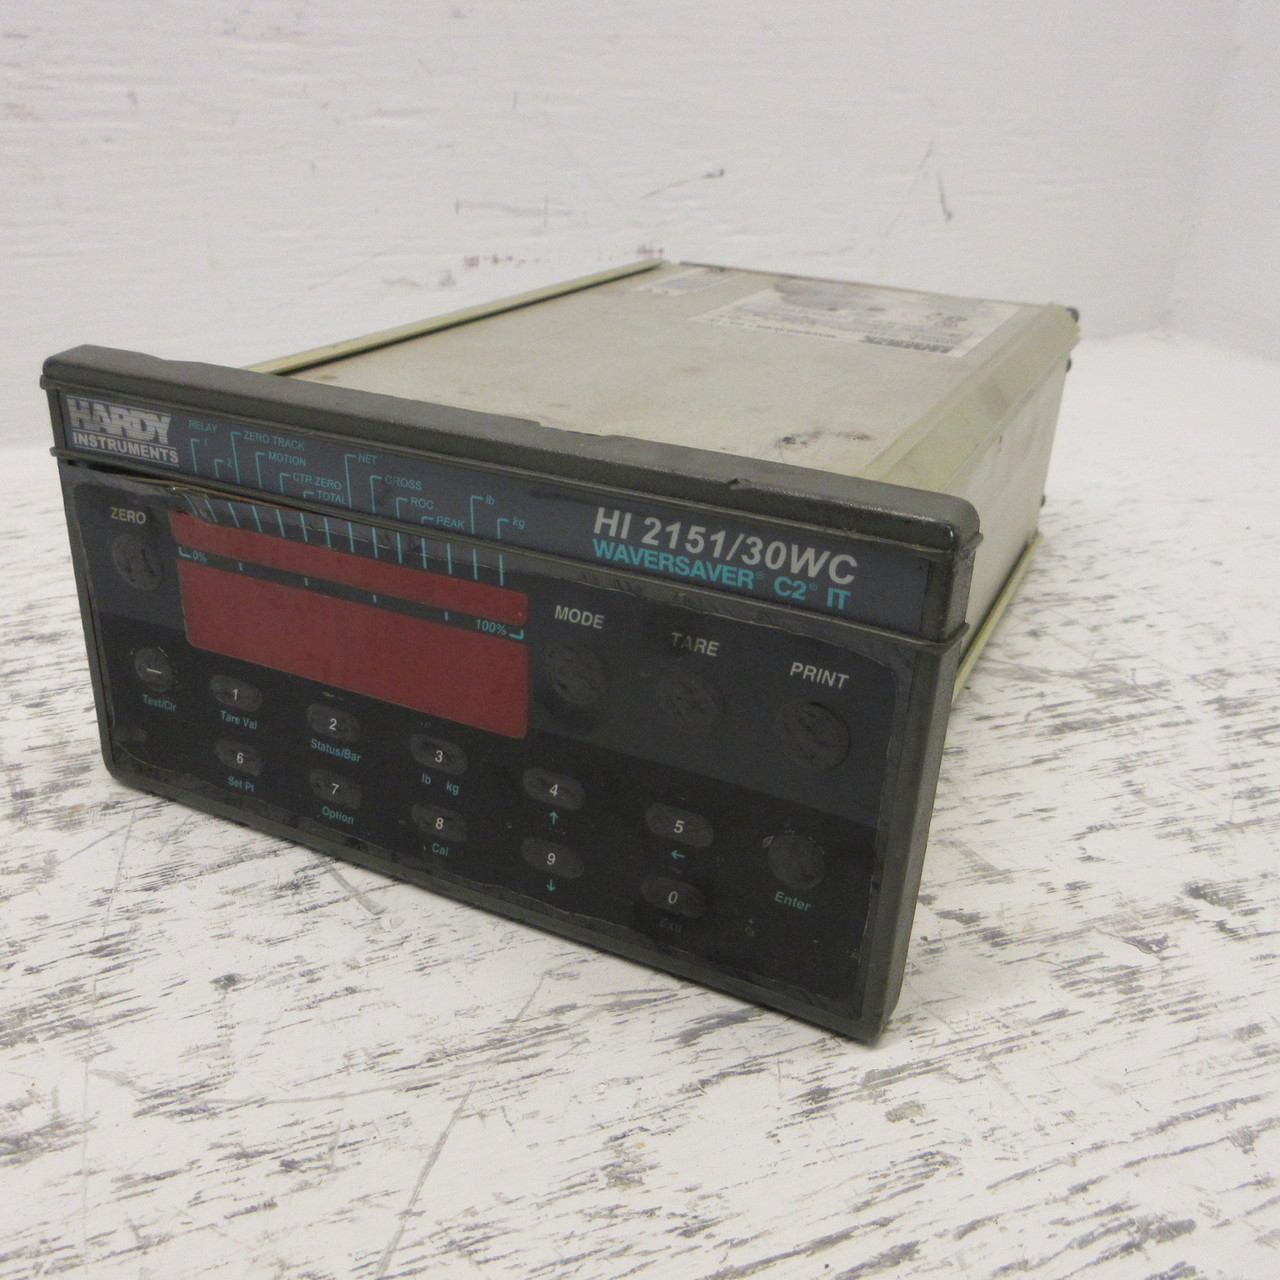 HARDY
INSTRUMENTS
RELAY
1
2
ZERO TRACK
MOTION
CTR ZERO
TOTAL
NET
GROSS
ROC
PEAK
lb
kg
HI 2151/30WC
WAVERSAVER® C2® IT
ZERO
0%
100%
MODE
TARE
PRINT
—
Test/Clr
1
Tare Val
2
Status/Bar
3
lb kg
4
↑
5
←
6
Set Pt
7
Option
8
Cal
9
↓
0
Exit
Enter
HARDY